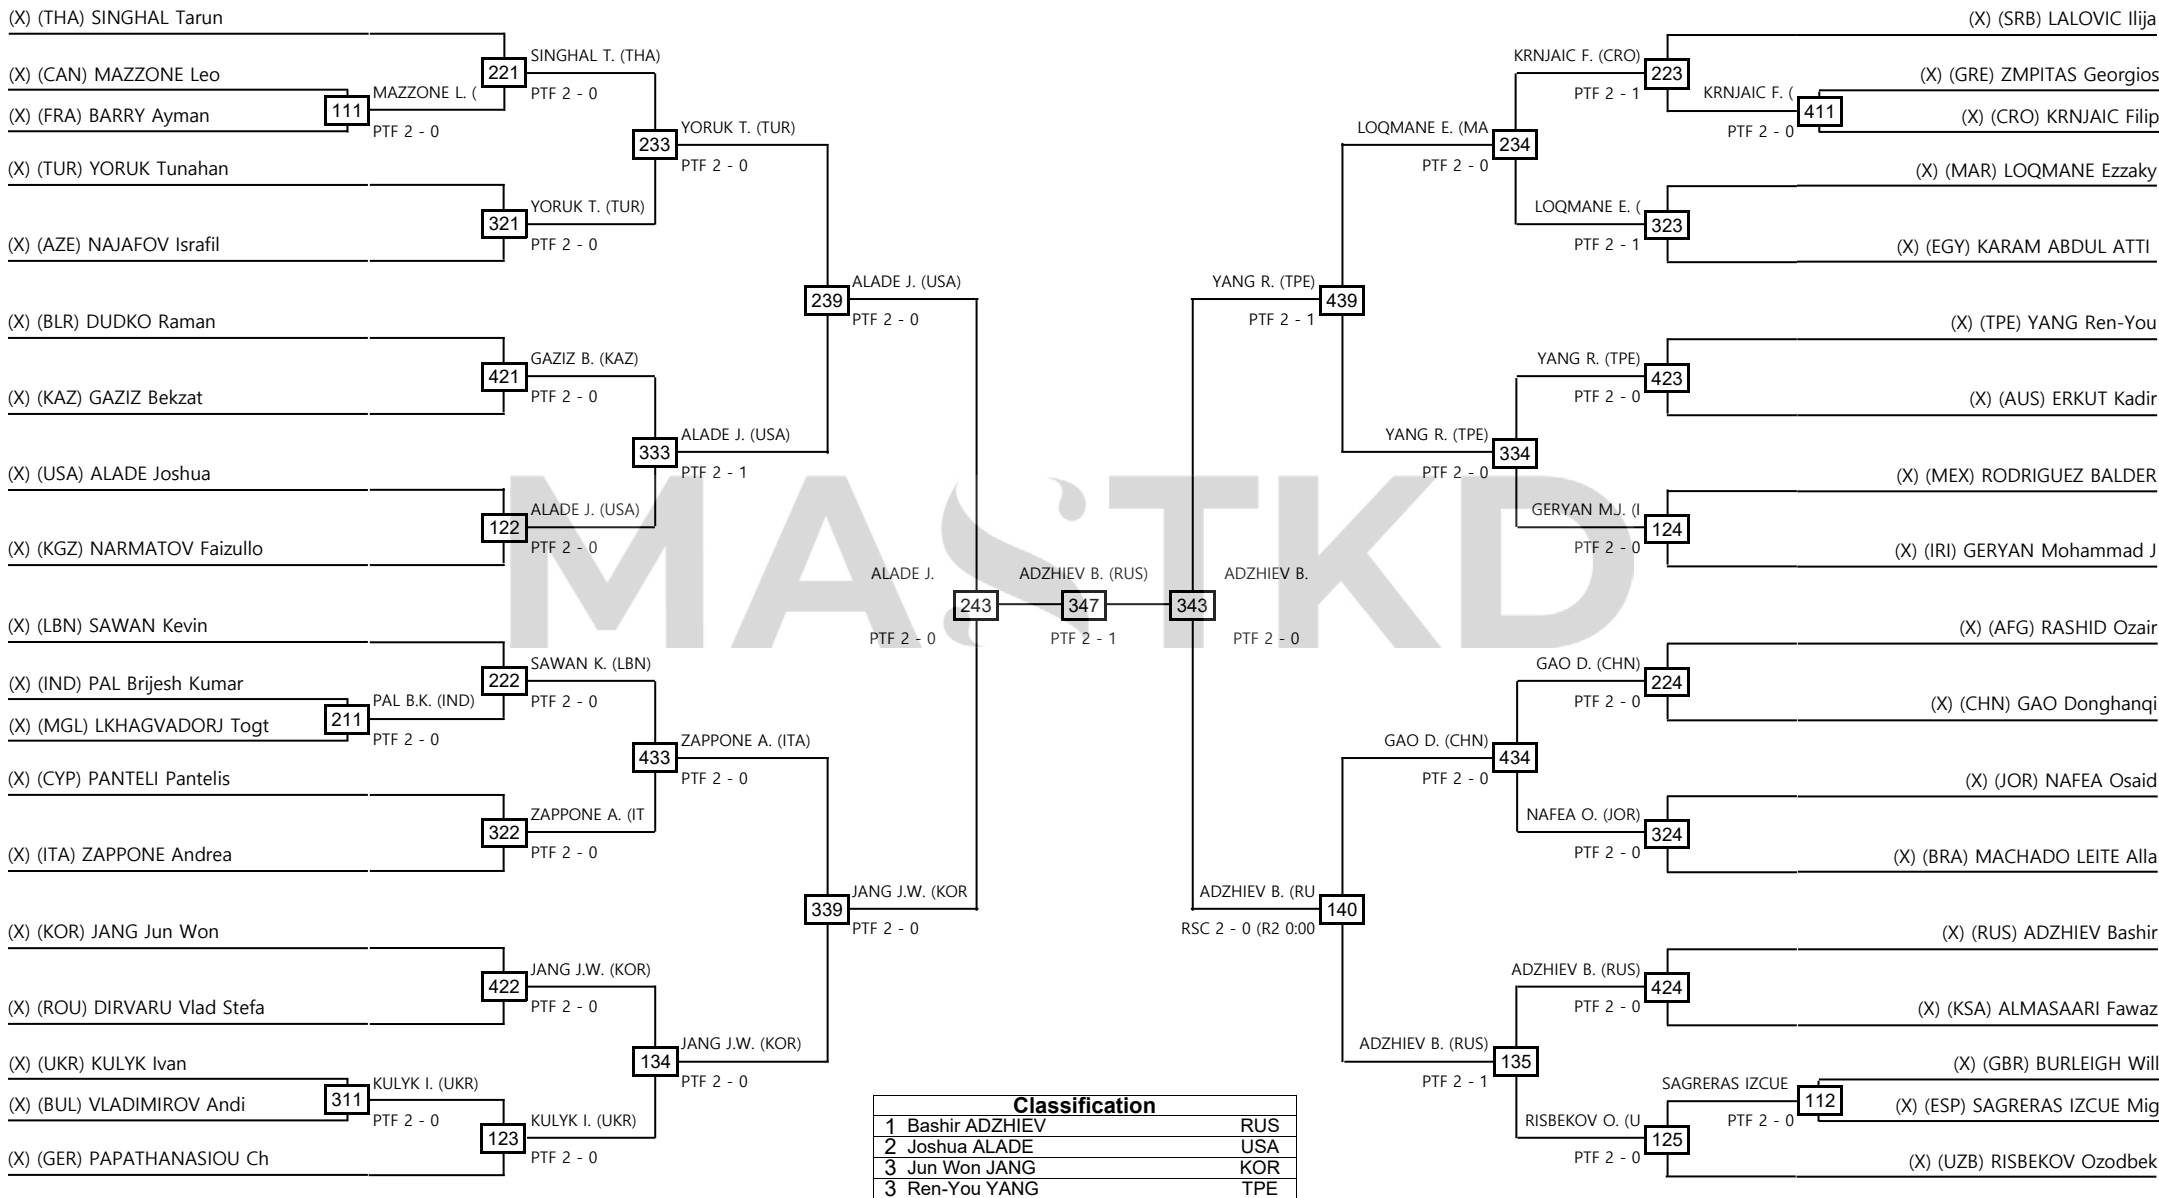 (X) (THA) SINGHAL Tarun
(X) (CAN) MAZZONE Leo
(X) (FRA) BARRY Ayman
(X) (TUR) YORUK Tunahan
(X) (AZE) NAJAFOV Israfil
(X) (BLR) DUDKO Raman
(X) (KAZ) GAZIZ Bekzat
(X) (USA) ALADE Joshua
(X) (KGZ) NARMATOV Faizullo
(X) (LBN) SAWAN Kevin
(X) (IND) PAL Brijesh Kumar
(X) (MGL) LKHAGVADORJ Togt
(X) (CYP) PANTELI Pantelis
(X) (ITA) ZAPPONE Andrea
(X) (KOR) JANG Jun Won
(X) (ROU) DIRVARU Vlad Stefa
(X) (UKR) KULYK Ivan
(X) (BUL) VLADIMIROV Andi
(X) (GER) PAPATHANASIOU Ch
111
MAZZONE L. (
PTF 2 - 0
211
PAL B.K. (IND)
PTF 2 - 0
311
KULYK I. (UKR)
PTF 2 - 0
221
SINGHAL T. (THA)
PTF 2 - 0
321
YORUK T. (TUR)
PTF 2 - 0
421
GAZIZ B. (KAZ)
PTF 2 - 0
122
ALADE J. (USA)
PTF 2 - 0
222
SAWAN K. (LBN)
PTF 2 - 0
322
ZAPPONE A. (IT
PTF 2 - 0
422
JANG J.W. (KOR)
PTF 2 - 0
123
KULYK I. (UKR)
PTF 2 - 0
233
YORUK T. (TUR)
PTF 2 - 0
333
ALADE J. (USA)
PTF 2 - 1
433
ZAPPONE A. (ITA)
PTF 2 - 0
134
JANG J.W. (KOR)
PTF 2 - 0
239
ALADE J. (USA)
PTF 2 - 0
339
JANG J.W. (KOR
PTF 2 - 0
ALADE J.
243
PTF 2 - 0
ADZHIEV B. (RUS)
347
PTF 2 - 1
ADZHIEV B.
343
PTF 2 - 0
MASTKD
YANG R. (TPE)
439
PTF 2 - 1
ADZHIEV B. (RU
140
RSC 2 - 0 (R2 0:00
LOQMANE E. (MA
234
PTF 2 - 0
YANG R. (TPE)
334
PTF 2 - 0
GAO D. (CHN)
434
PTF 2 - 0
ADZHIEV B. (RUS)
135
PTF 2 - 1
KRNJAIC F. (CRO)
223
PTF 2 - 1
LOQMANE E. (
323
PTF 2 - 1
YANG R. (TPE)
423
PTF 2 - 0
GERYAN M.J. (I
124
PTF 2 - 0
GAO D. (CHN)
224
PTF 2 - 0
NAFEA O. (JOR)
324
PTF 2 - 0
ADZHIEV B. (RUS)
424
PTF 2 - 0
RISBEKOV O. (U
125
PTF 2 - 0
KRNJAIC F. (
411
PTF 2 - 0
SAGRERAS IZCUE
112
PTF 2 - 0
(X) (SRB) LALOVIC Ilija
(X) (GRE) ZMPITAS Georgios
(X) (CRO) KRNJAIC Filip
(X) (MAR) LOQMANE Ezzaky
(X) (EGY) KARAM ABDUL ATTI
(X) (TPE) YANG Ren-You
(X) (AUS) ERKUT Kadir
(X) (MEX) RODRIGUEZ BALDER
(X) (IRI) GERYAN Mohammad J
(X) (AFG) RASHID Ozair
(X) (CHN) GAO Donghanqi
(X) (JOR) NAFEA Osaid
(X) (BRA) MACHADO LEITE Alla
(X) (RUS) ADZHIEV Bashir
(X) (KSA) ALMASAARI Fawaz
(X) (GBR) BURLEIGH Will
(X) (ESP) SAGRERAS IZCUE Mig
(X) (UZB) RISBEKOV Ozodbek
Classification
1 Bashir ADZHIEV RUS
2 Joshua ALADE USA
3 Jun Won JANG KOR
3 Ren-You YANG TPE